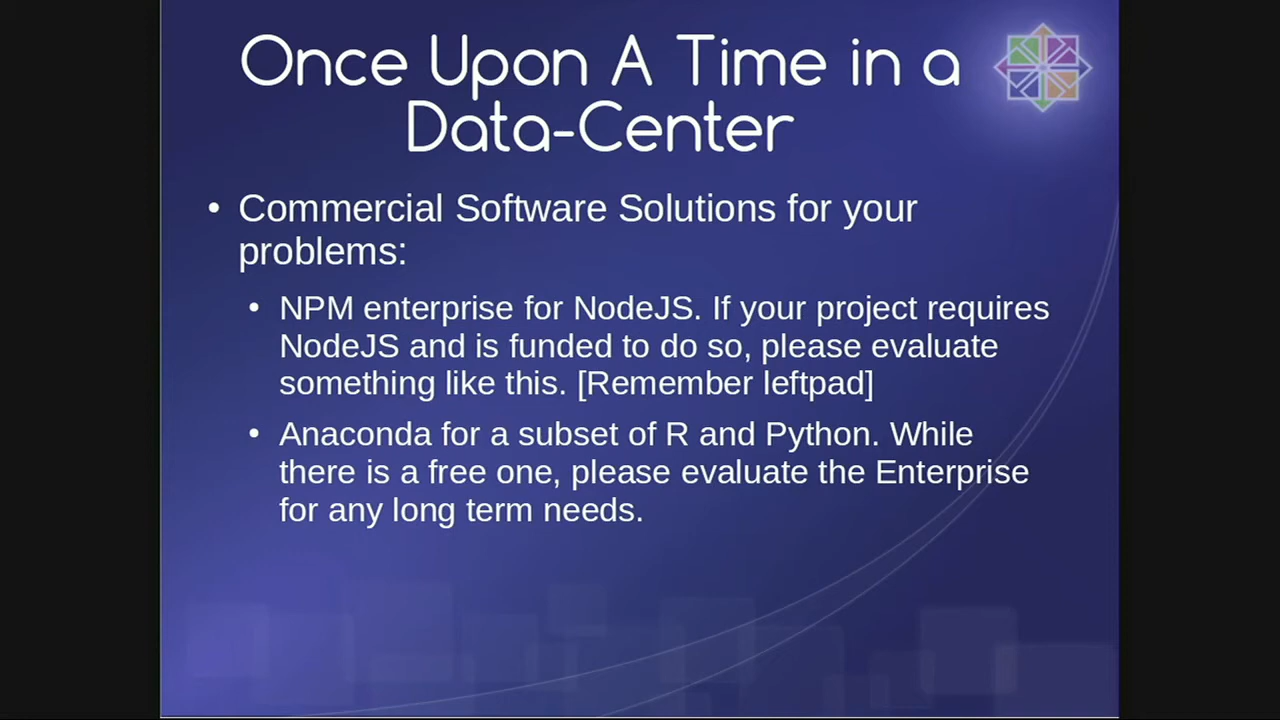 Once Upon A Time in a
Data-Center
• Commercial Software Solutions for your
problems:
• NPM enterprise for NodeJS. If your project requires
NodeJS and is funded to do so, please evaluate
something like this. [Remember leftpad]
• Anaconda for a subset of R and Python. While
there is a free one, please evaluate the Enterprise
for any long term needs.